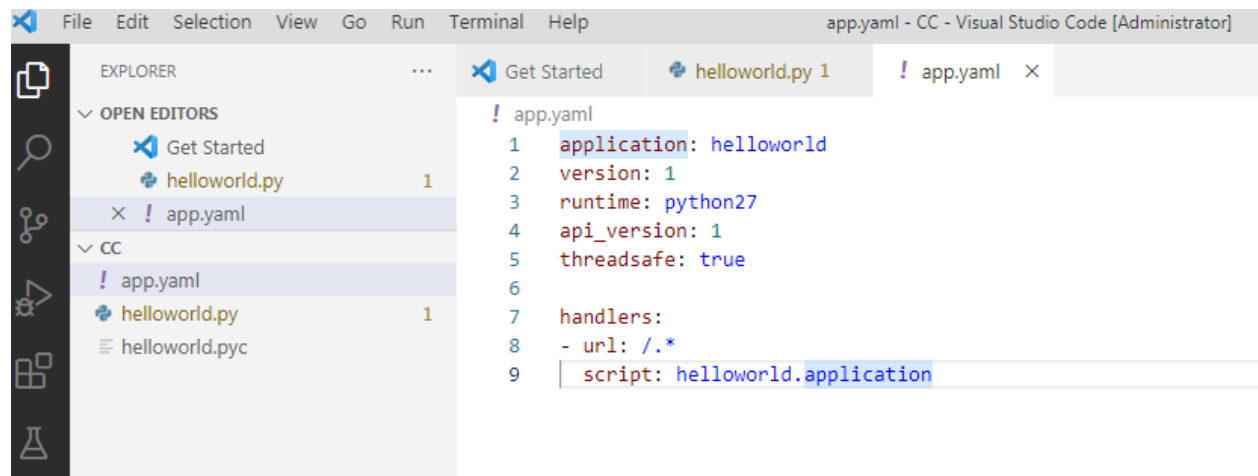 File Edit Selection View Go Run Terminal Help app.yaml - CC - Visual Studio Code [Administrator]
EXPLORER ...
Get Started helloworld.py 1 ! app.yaml ×
OPEN EDITORS
Get Started
helloworld.py 1
× ! app.yaml
CC
! app.yaml
helloworld.py 1
helloworld.pyc
! app.yaml
1 application: helloworld
2 version: 1
3 runtime: python27
4 api_version: 1
5 threadsafe: true
6
7 handlers:
8 - url: /.*
9 script: helloworld.application